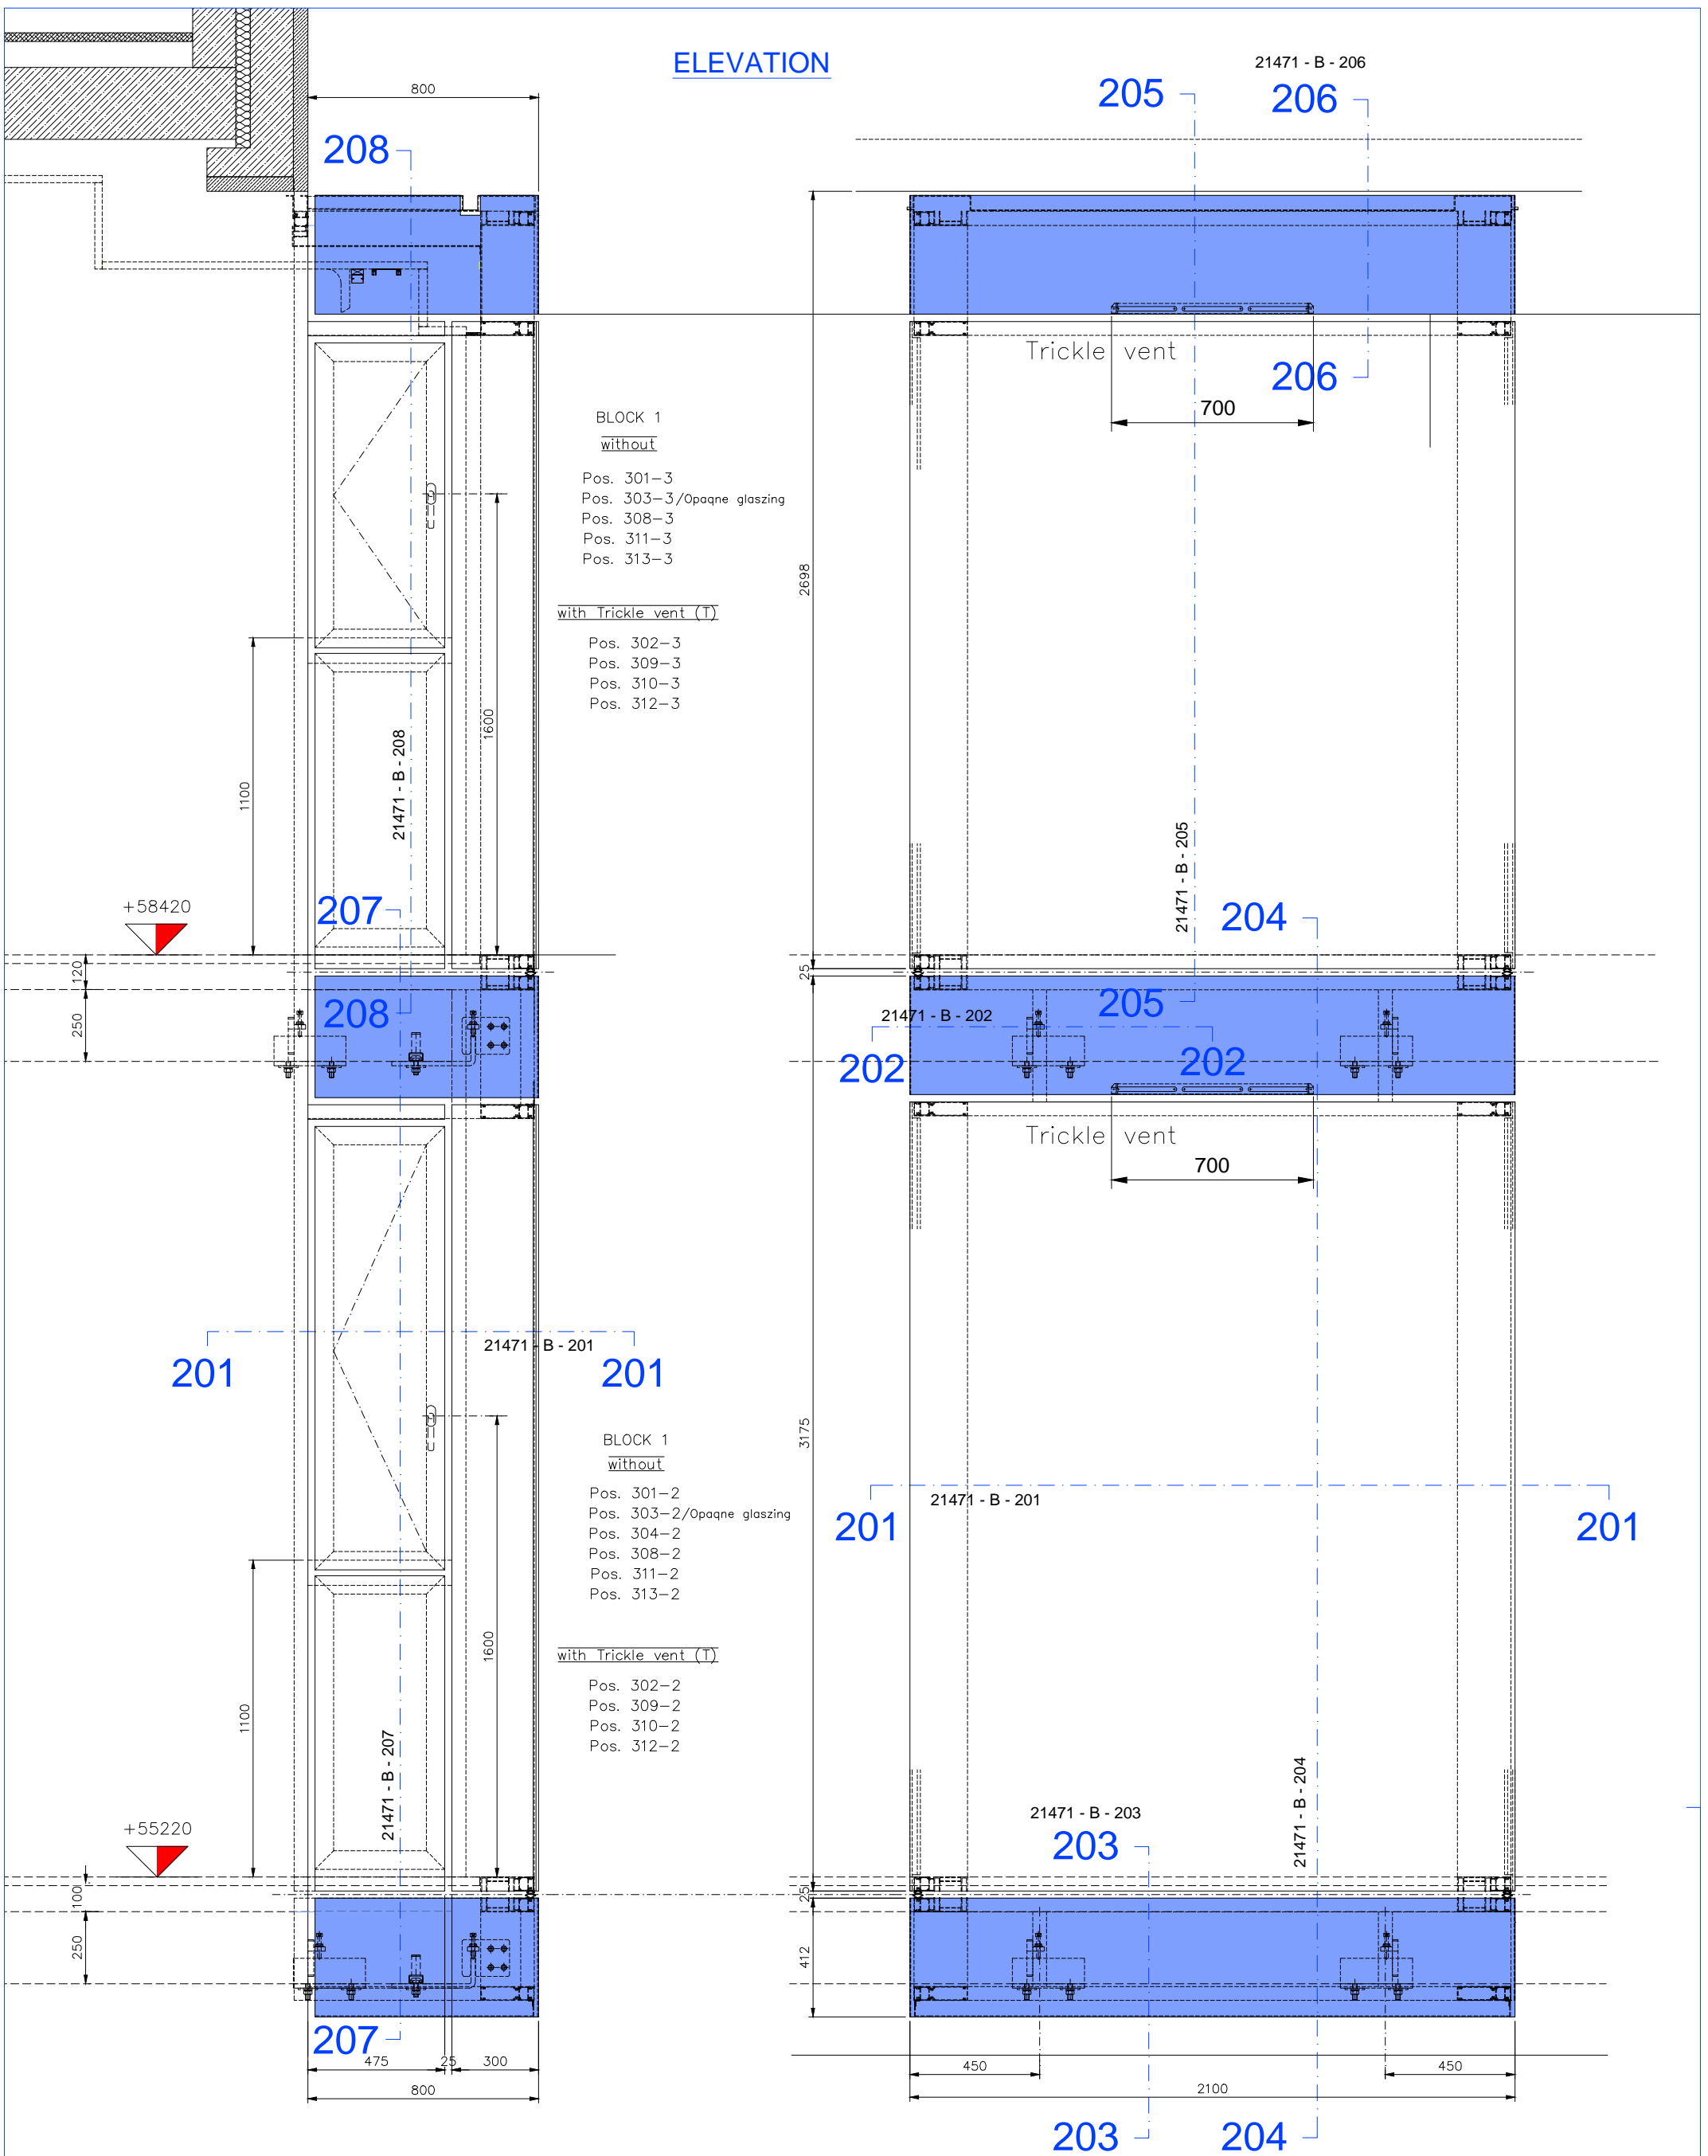 ELEVATION
21471 - B - 206
205
206
800
208
Trickle vent
206
700
BLOCK 1
without
Pos. 301-3
Pos. 303-3/Opaqne glaszing
Pos. 308-3
Pos. 311-3
Pos. 313-3
2698
with Trickle vent (T)
Pos. 302-3
Pos. 309-3
Pos. 310-3
Pos. 312-3
1600
1100
21471 - B - 208
21471 - B - 205
+58420
207
204
120
25
208
205
250
21471 - B - 202
202
202
Trickle vent
700
21471 - B - 201
201
201
3175
BLOCK 1
without
Pos. 301-2
Pos. 303-2/Opaqne glaszing
Pos. 304-2
Pos. 308-2
Pos. 311-2
Pos. 313-2
21471 - B - 201
201
201
with Trickle vent (T)
Pos. 302-2
Pos. 309-2
Pos. 310-2
Pos. 312-2
1600
1100
21471 - B - 207
21471 - B - 204
+55220
21471 - B - 203
203
100
25
250
412
207
475
25
300
450
450
800
2100
203
204